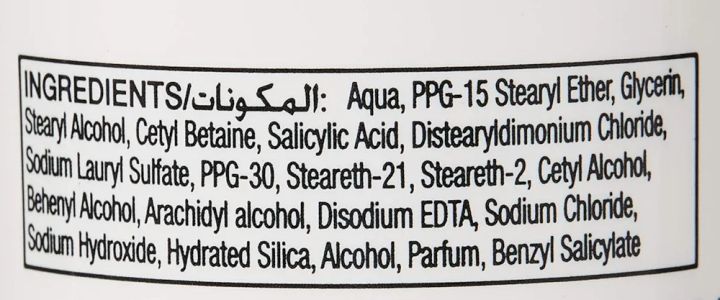 INGREDIENTS/المكونات: Aqua, PPG-15 Stearyl Ether, Glycerin,
Stearyl Alcohol, Cetyl Betaine, Salicylic Acid, Distearyldimonium Chloride,
Sodium Lauryl Sulfate, PPG-30, Steareth-21, Steareth-2, Cetyl Alcohol,
Behenyl Alcohol, Arachidyl alcohol, Disodium EDTA, Sodium Chloride,
Sodium Hydroxide, Hydrated Silica, Alcohol, Parfum, Benzyl Salicylate